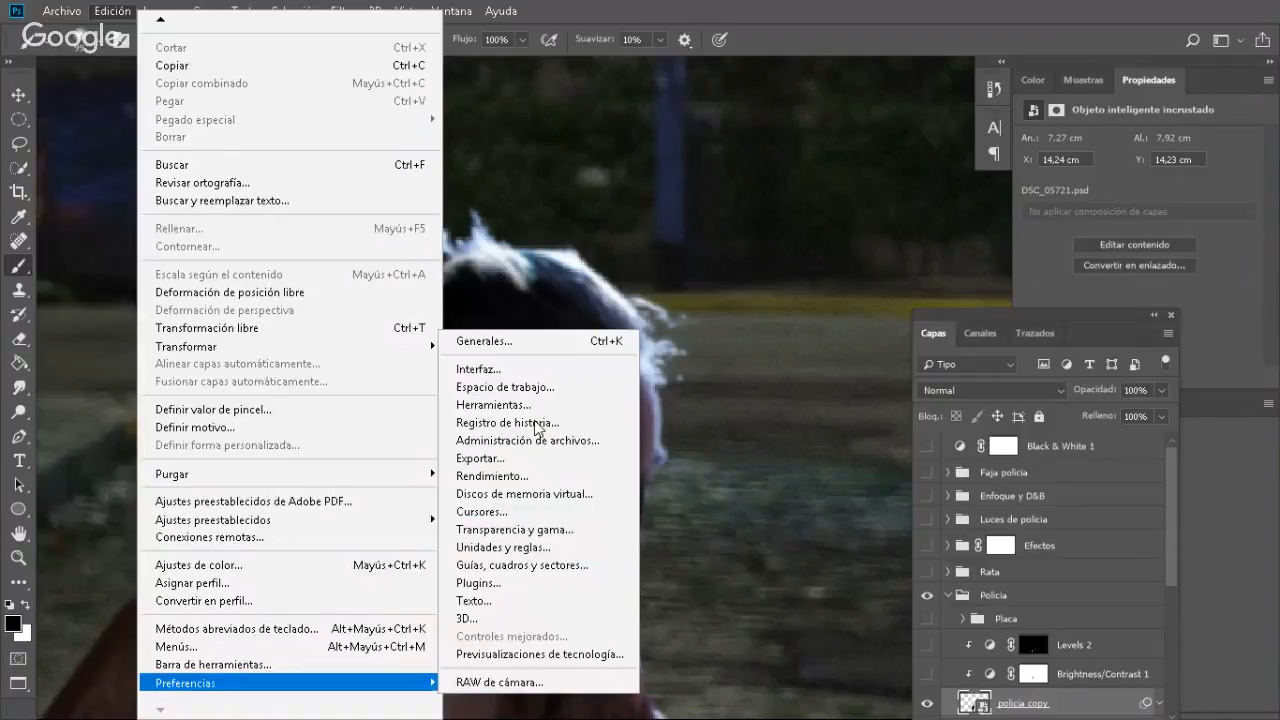 Archivo Edición Ventana Ayuda
Google
Flujo: 100% Suavizar: 10%
Cortar Ctrl+X
Copiar Ctrl+C
Copiar combinado Mayús+Ctrl+C
Pegar Ctrl+V
Pegado especial
Borrar
Buscar Ctrl+F
Revisar ortografía...
Buscar y reemplazar texto...
Rellenar... Mayús+F5
Contornear...
Escala según el contenido Mayús+Ctrl+A
Deformación de posición libre
Deformación de perspectiva
Transformación libre Ctrl+T
Transformar
Alinear capas automáticamente...
Fusionar capas automáticamente...
Definir valor de pincel...
Definir motivo...
Definir forma personalizada...
Purgar
Ajustes preestablecidos de Adobe PDF...
Ajustes preestablecidos
Conexiones remotas...
Ajustes de color... Mayús+Ctrl+K
Asignar perfil...
Convertir en perfil...
Métodos abreviados de teclado... Alt+Mayús+Ctrl+K
Menús... Alt+Mayús+Ctrl+M
Barra de herramientas...
Preferencias
Generales... Ctrl+K
Interfaz...
Espacio de trabajo...
Herramientas...
Registro de historia...
Administración de archivos...
Exportar...
Rendimiento...
Discos de memoria virtual...
Cursores...
Transparencia y gama...
Unidades y reglas...
Guías, cuadros y sectores...
Plugins...
Texto...
3D...
Controles mejorados...
Previsualizaciones de tecnología...
RAW de cámara...
Color Muestras Propiedades
Objeto inteligente incrustado
An.: 7,27 cm Al.: 7,92 cm
X: 14,24 cm Y: 14,23 cm
DSC_05721.psd
No aplicar composición de capas
Editar contenido
Convertir en enlazado...
Capas Canales Trazados
Tipo
Normal Opacidad: 100%
Bloq.: Relleno: 100%
Black & White 1
Faja policia
Enfoque y D&B
Luces de policia
Efectos
Rata
Policia
Placa
Levels 2
Brightness/Contrast 1
policia copy